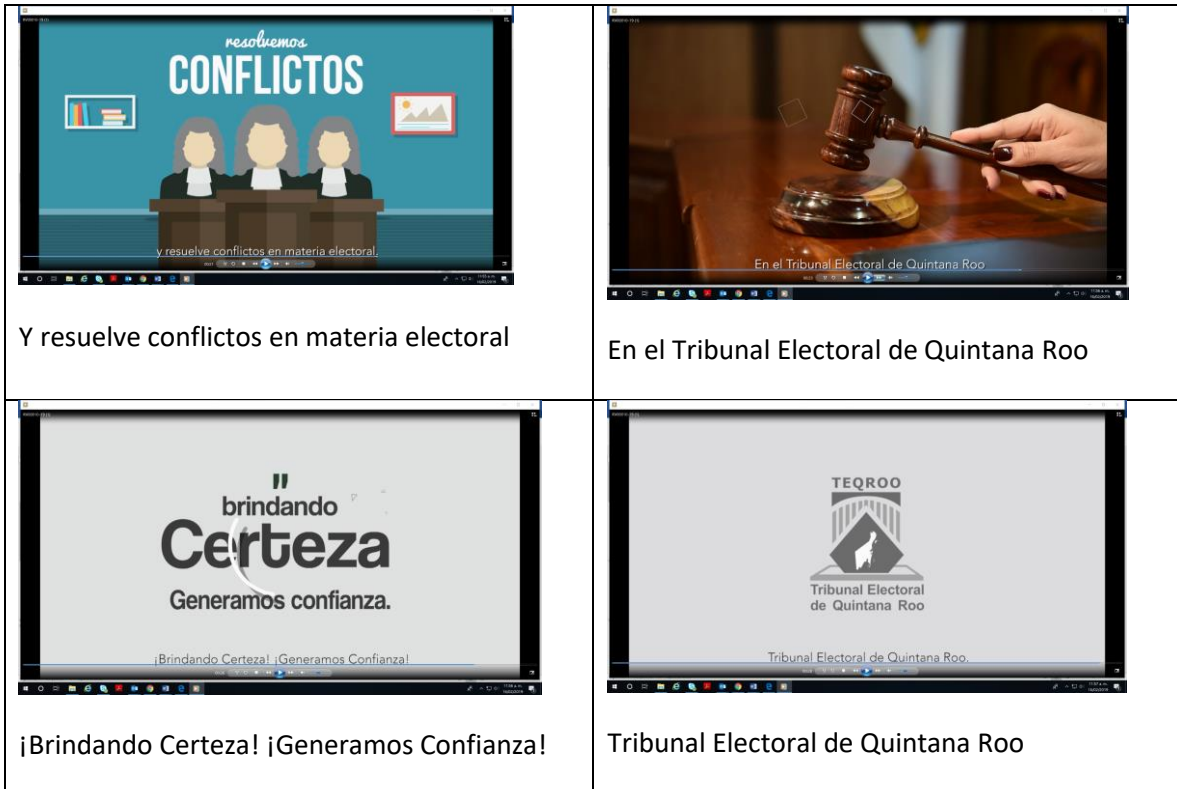 resolvemos
CONFLICTOS
y resuelve conflictos en materia electoral.
Y resuelve conflictos en materia electoral
En el Tribunal Electoral de Quintana Roo
En el Tribunal Electoral de Quintana Roo
brindando
Certeza
Generamos confianza.
¡Brindando Certeza! ¡Generamos Confianza!
¡Brindando Certeza! ¡Generamos Confianza!
TEQROO
Tribunal Electoral
de Quintana Roo
Tribunal Electoral de Quintana Roo.
Tribunal Electoral de Quintana Roo